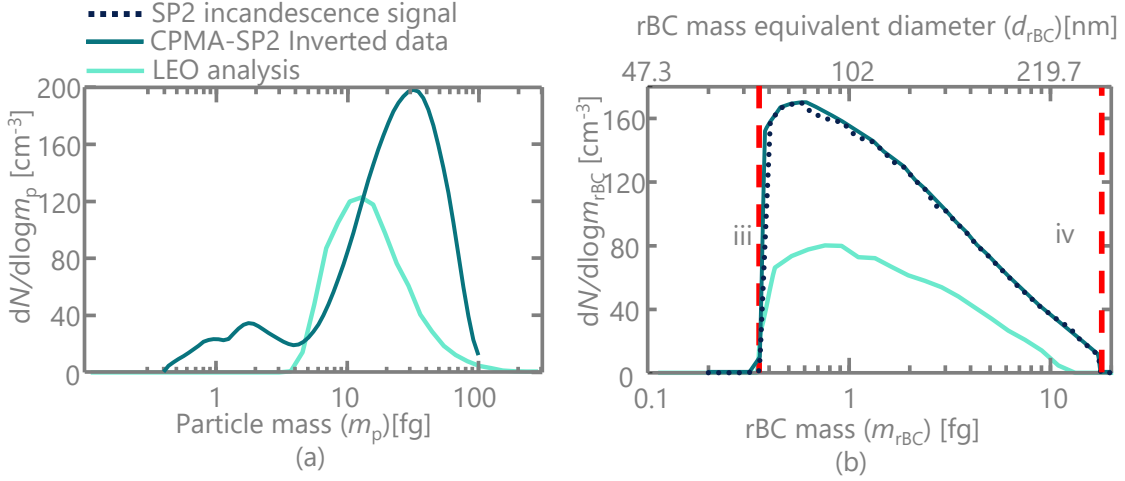 SP2 incandescence signal
CPMA-SP2 Inverted data
LEO analysis
200
160
120
80
40
0
dN/dlogmp [cm-3]
1
10
100
Particle mass (mp)[fg]
(a)
rBC mass equivalent diameter (drBC)[nm]
47.3
102
219.7
160
120
80
40
0
dN/dlogmrBC [cm-3]
iii
iv
0.1
1
10
rBC mass (mrBC) [fg]
(b)